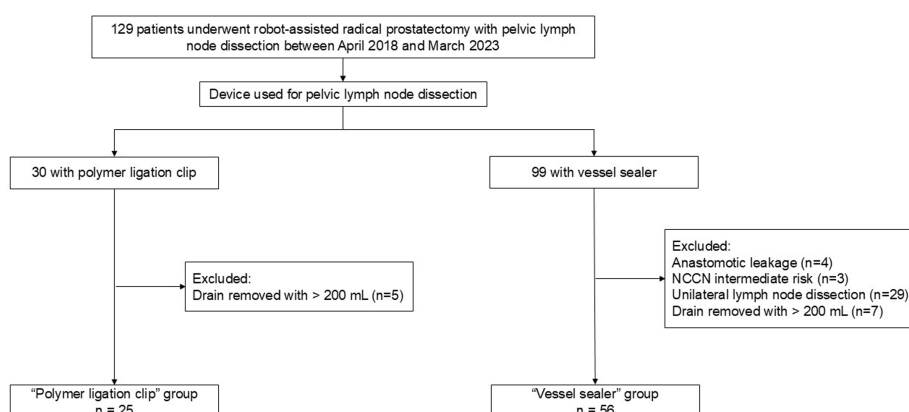 129 patients underwent robot-assisted radical prostatectomy with pelvic lymph
node dissection between April 2018 and March 2023
Device used for pelvic lymph node dissection
30 with polymer ligation clip
99 with vessel sealer
Excluded:
Drain removed with > 200 mL (n=5)
Excluded:
Anastomotic leakage (n=4)
NCCN intermediate risk (n=3)
Unilateral lymph node dissection (n=29)
Drain removed with > 200 mL (n=7)
“Polymer ligation clip” group
n = 25
“Vessel sealer” group
n = 56